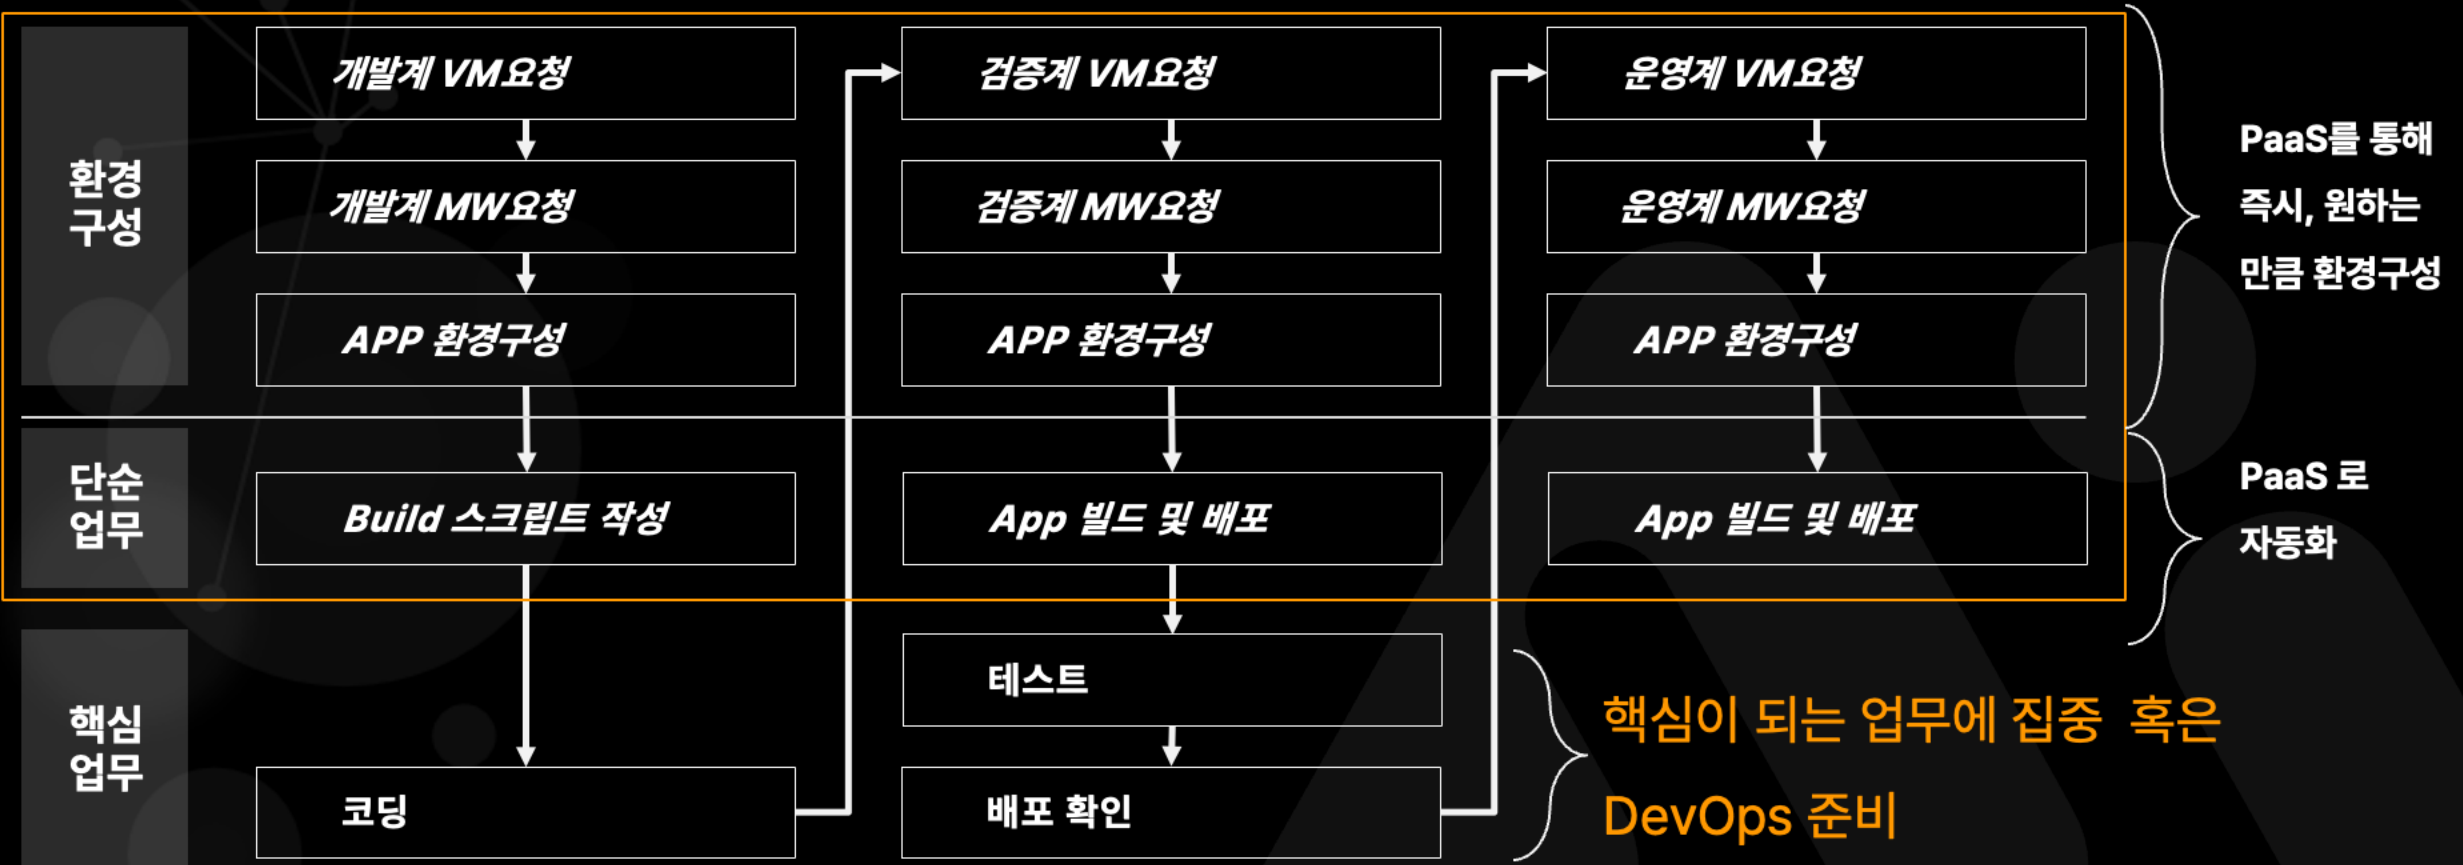 환경
구성
개발계 VM요청
검증계 VM요청
운영계 VM요청
개발계 MW요청
검증계 MW요청
운영계 MW요청
APP 환경구성
APP 환경구성
APP 환경구성
PaaS를 통해
즉시, 원하는
만큼 환경구성
단순
업무
Build 스크립트 작성
App 빌드 및 배포
App 빌드 및 배포
PaaS 로
자동화
핵심
업무
테스트
코딩
배포 확인
핵심이 되는 업무에 집중 혹은
DevOps 준비